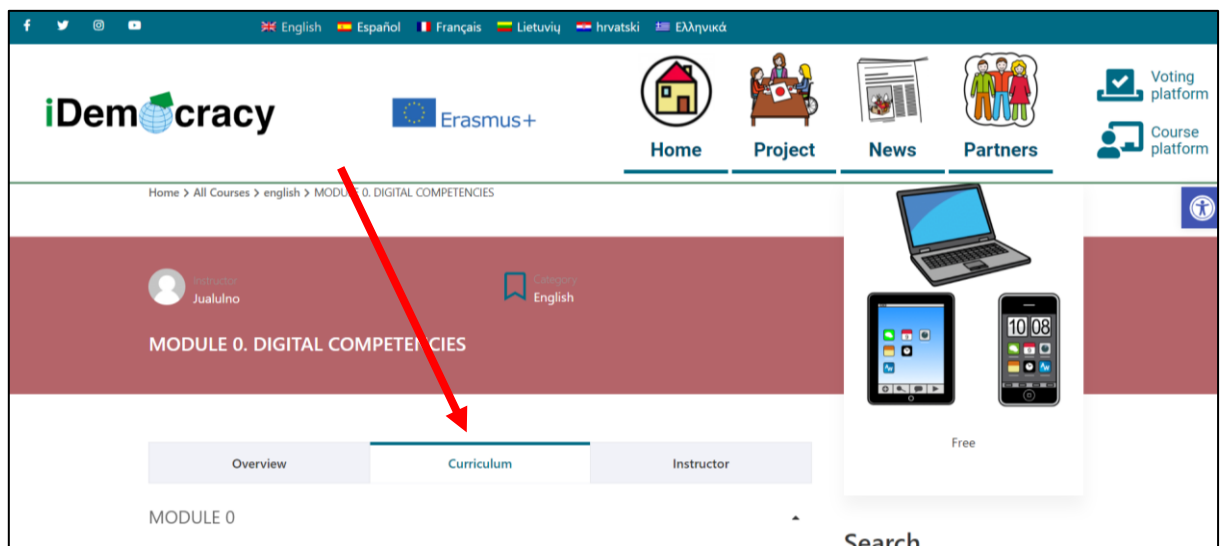 English Español Français Lietuvių hrvatski Ελληνικά
iDemocracy
Erasmus+
Home Project News Partners
Voting platform
Course platform
Home > All Courses > english > MODULE 0. DIGITAL COMPETENCIES
Instructor
Jualulno
Category
English
MODULE 0. DIGITAL COMPETENCIES
10 08
Free
Overview Curriculum Instructor
MODULE 0
Search